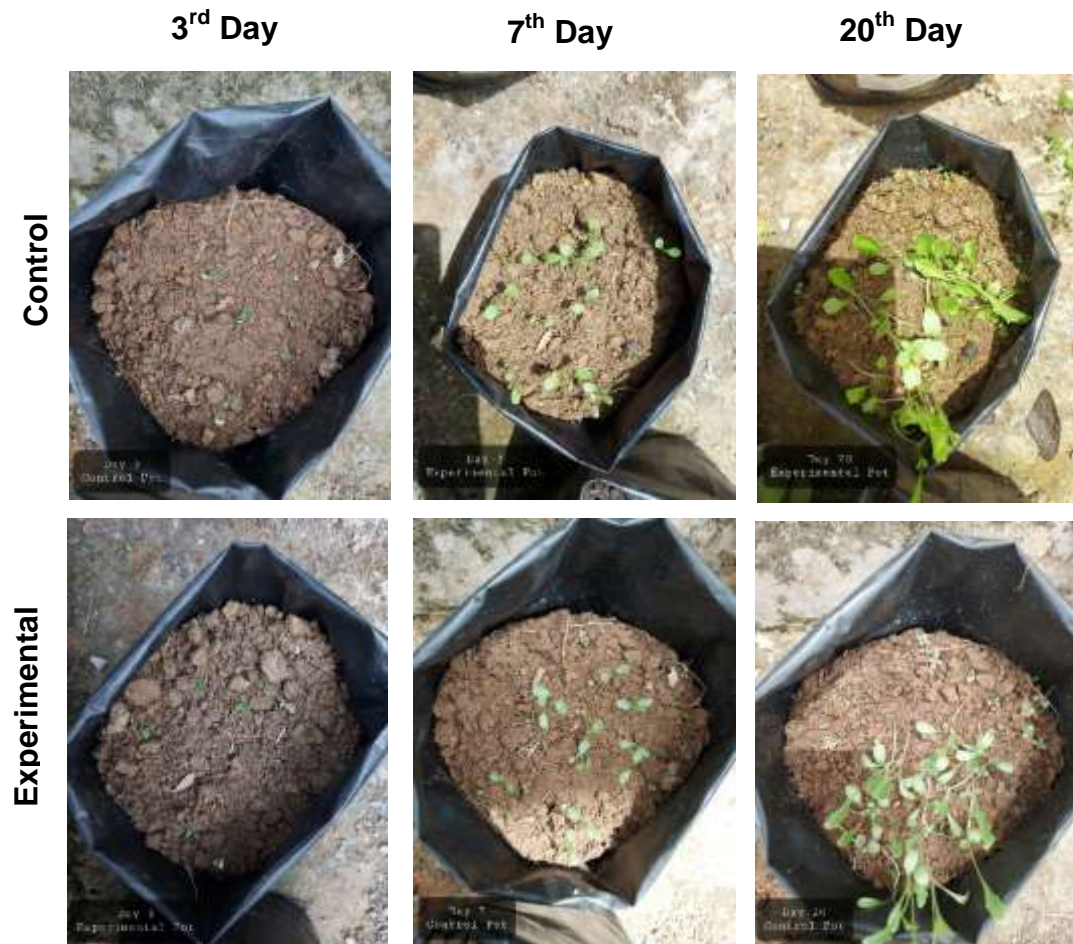 3rd Day 7th Day 20th Day
Control
Day 3
Control Pot
Day 7
Experimental Pot
Day 20
Experimental Pot
Experimental
Day 3
Experimental Pot
Day 7
Control Pot
Day 20
Control Pot